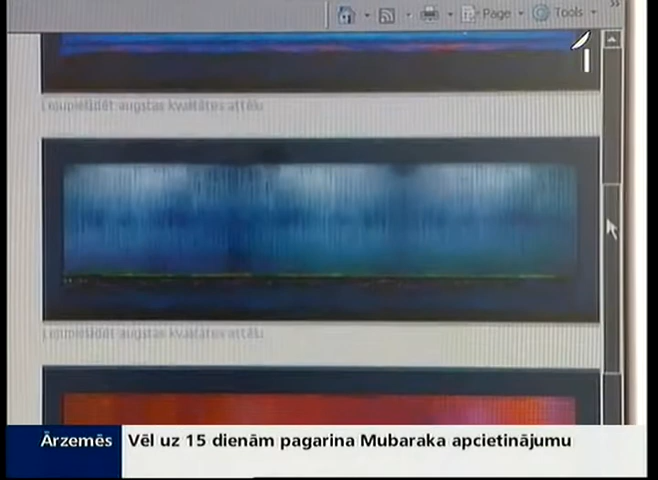 Page
Tools
Lejupielādēt augstas kvalitātes attēlu
Lejupielādēt augstas kvalitātes attēlu
Ārzemēs
Vēl uz 15 dienām pagarina Mubaraka apcietinājumu